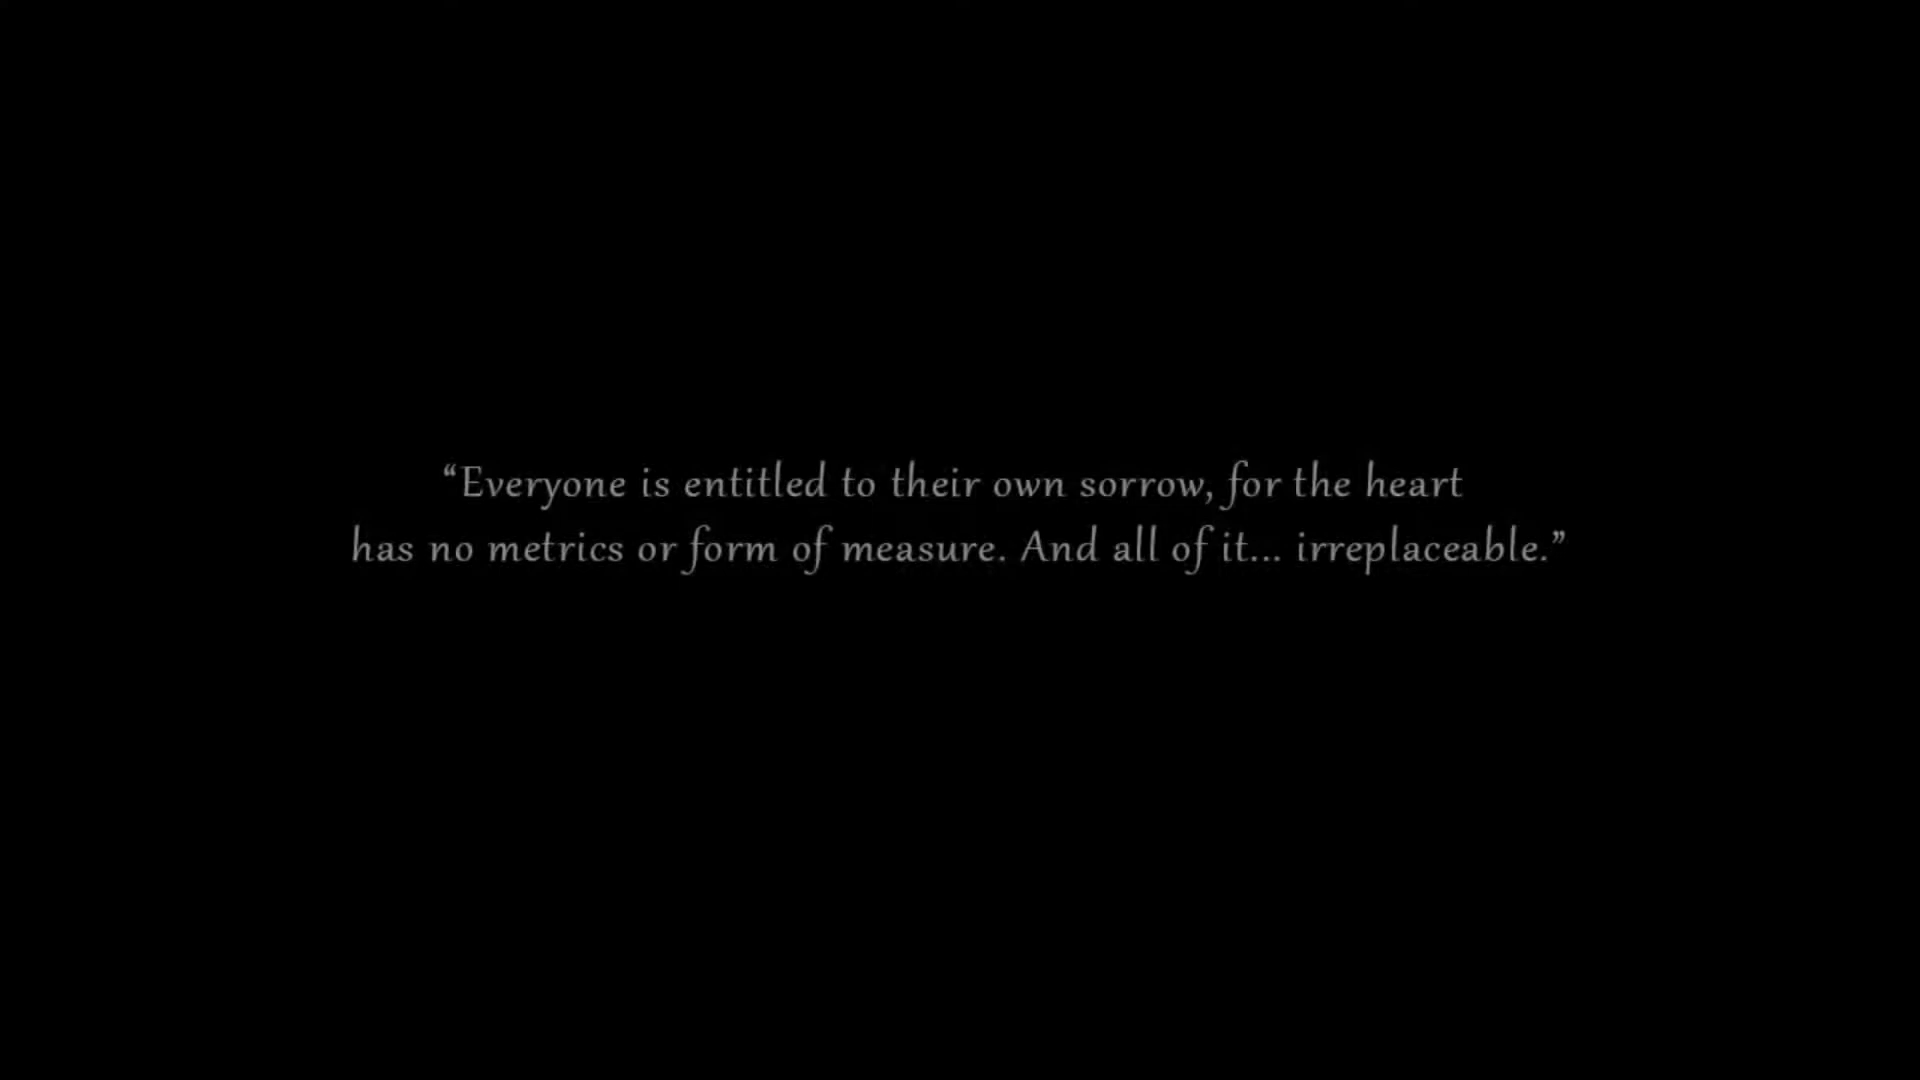 “Everyone is entitled to their own sorrow, for the heart
has no metrics or form of measure. And all of it... irreplaceable.”